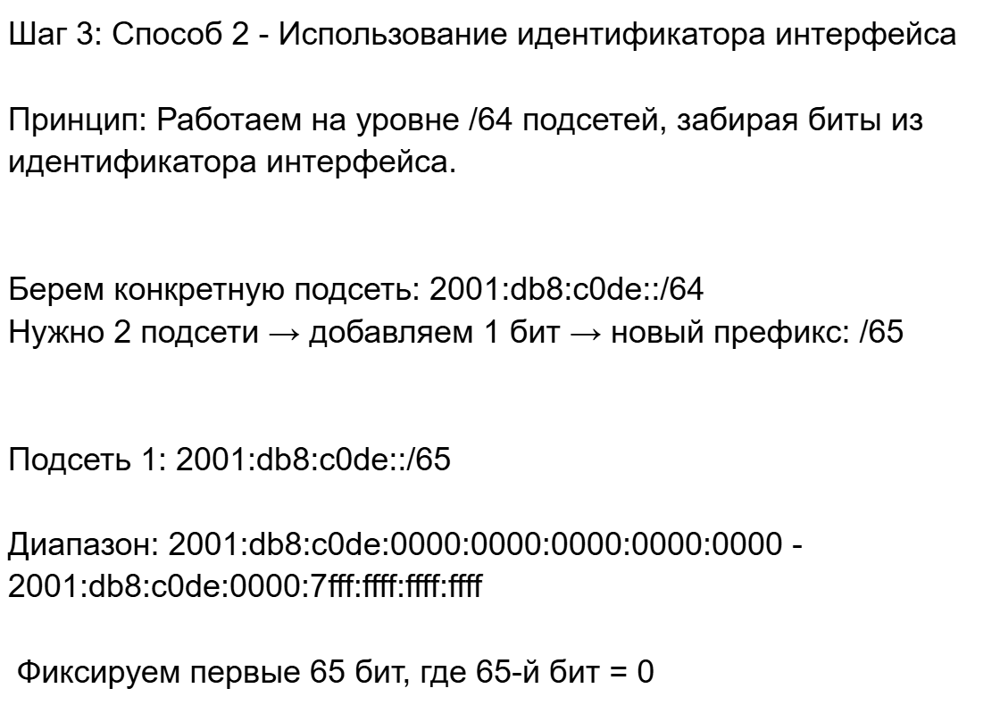 Шаг 3: Способ 2 - Использование идентификатора интерфейса
Принцип: Работаем на уровне /64 подсетей, забирая биты из
идентификатора интерфейса.
Берем конкретную подсеть: 2001:db8:c0de::/64
Нужно 2 подсети → добавляем 1 бит → новый префикс: /65
Подсеть 1: 2001:db8:c0de::/65
Диапазон: 2001:db8:c0de:0000:0000:0000:0000:0000 -
2001:db8:c0de:0000:7fff:ffff:ffff:ffff
Фиксируем первые 65 бит, где 65-й бит = 0